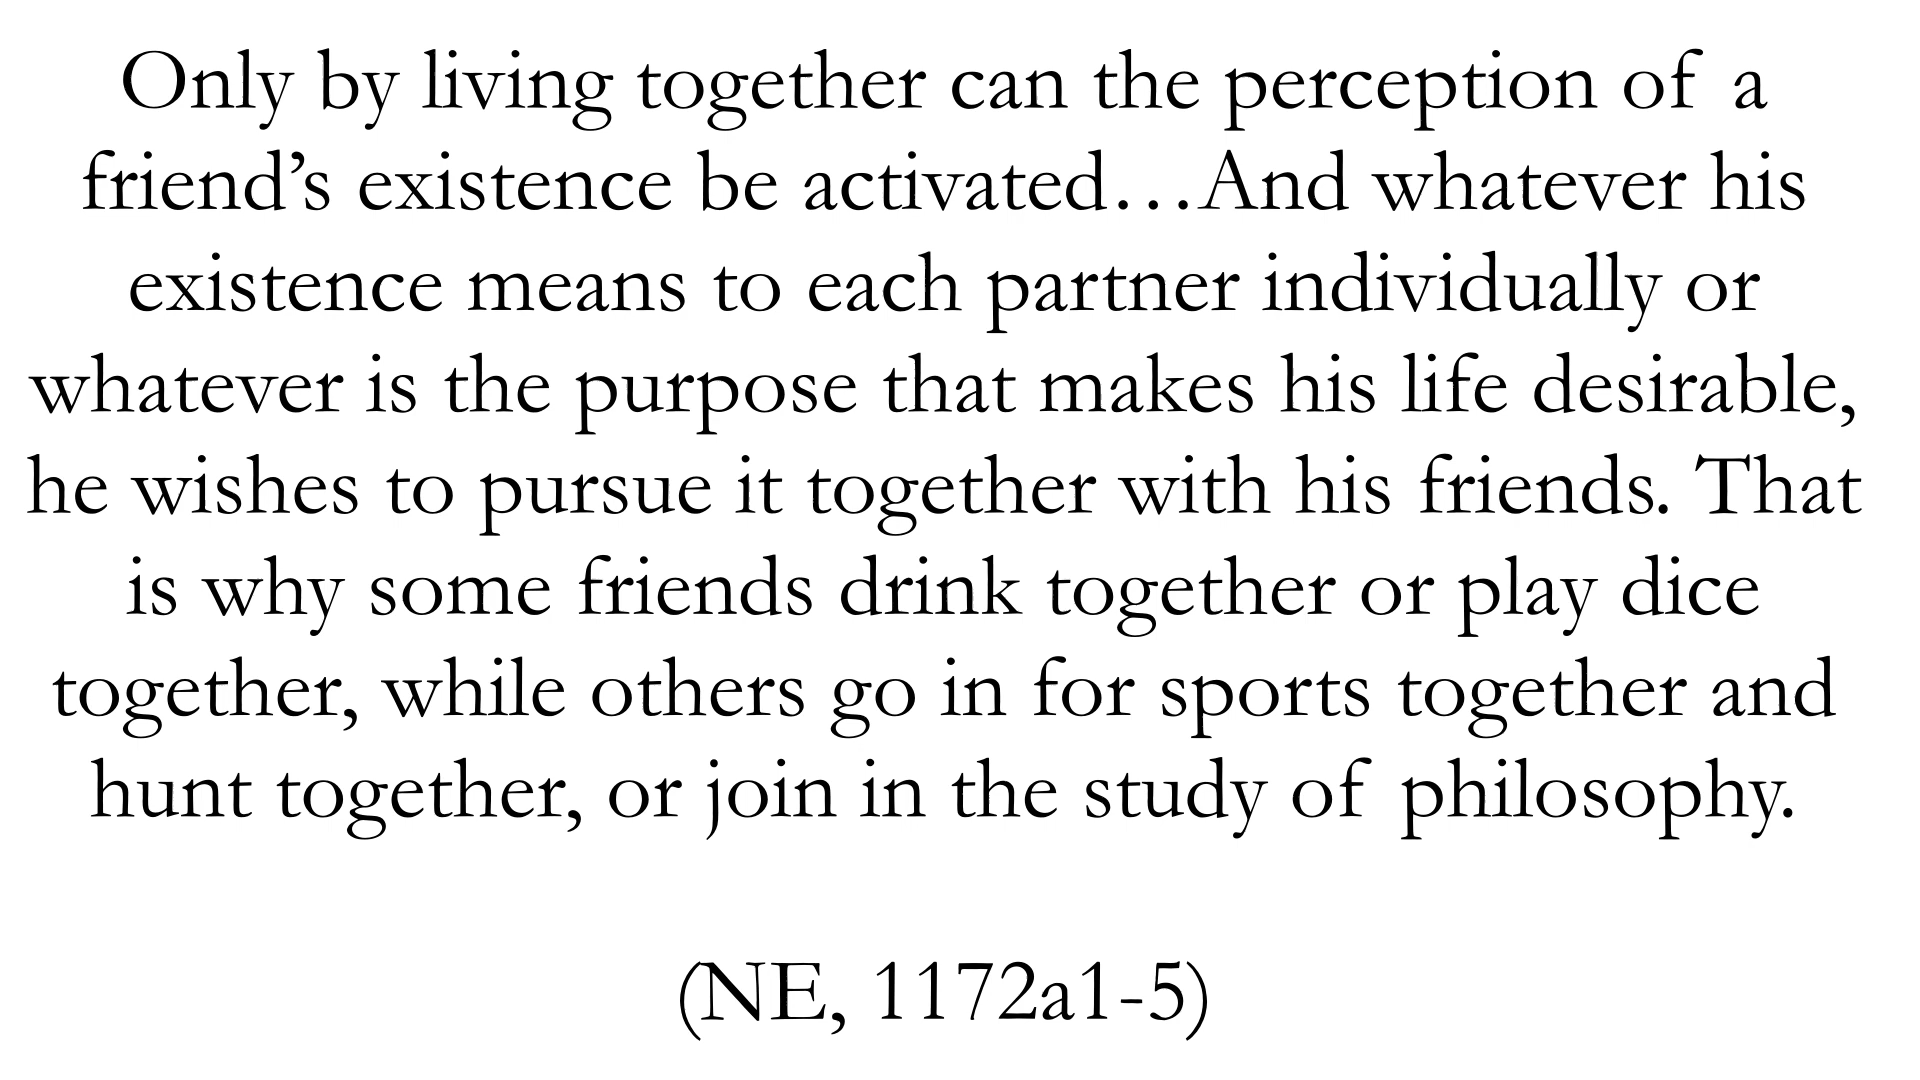 Only by living together can the perception of a
friend’s existence be activated…And whatever his
existence means to each partner individually or
whatever is the purpose that makes his life desirable,
he wishes to pursue it together with his friends. That
is why some friends drink together or play dice
together, while others go in for sports together and
hunt together, or join in the study of philosophy.
(NE, 1172a1-5)